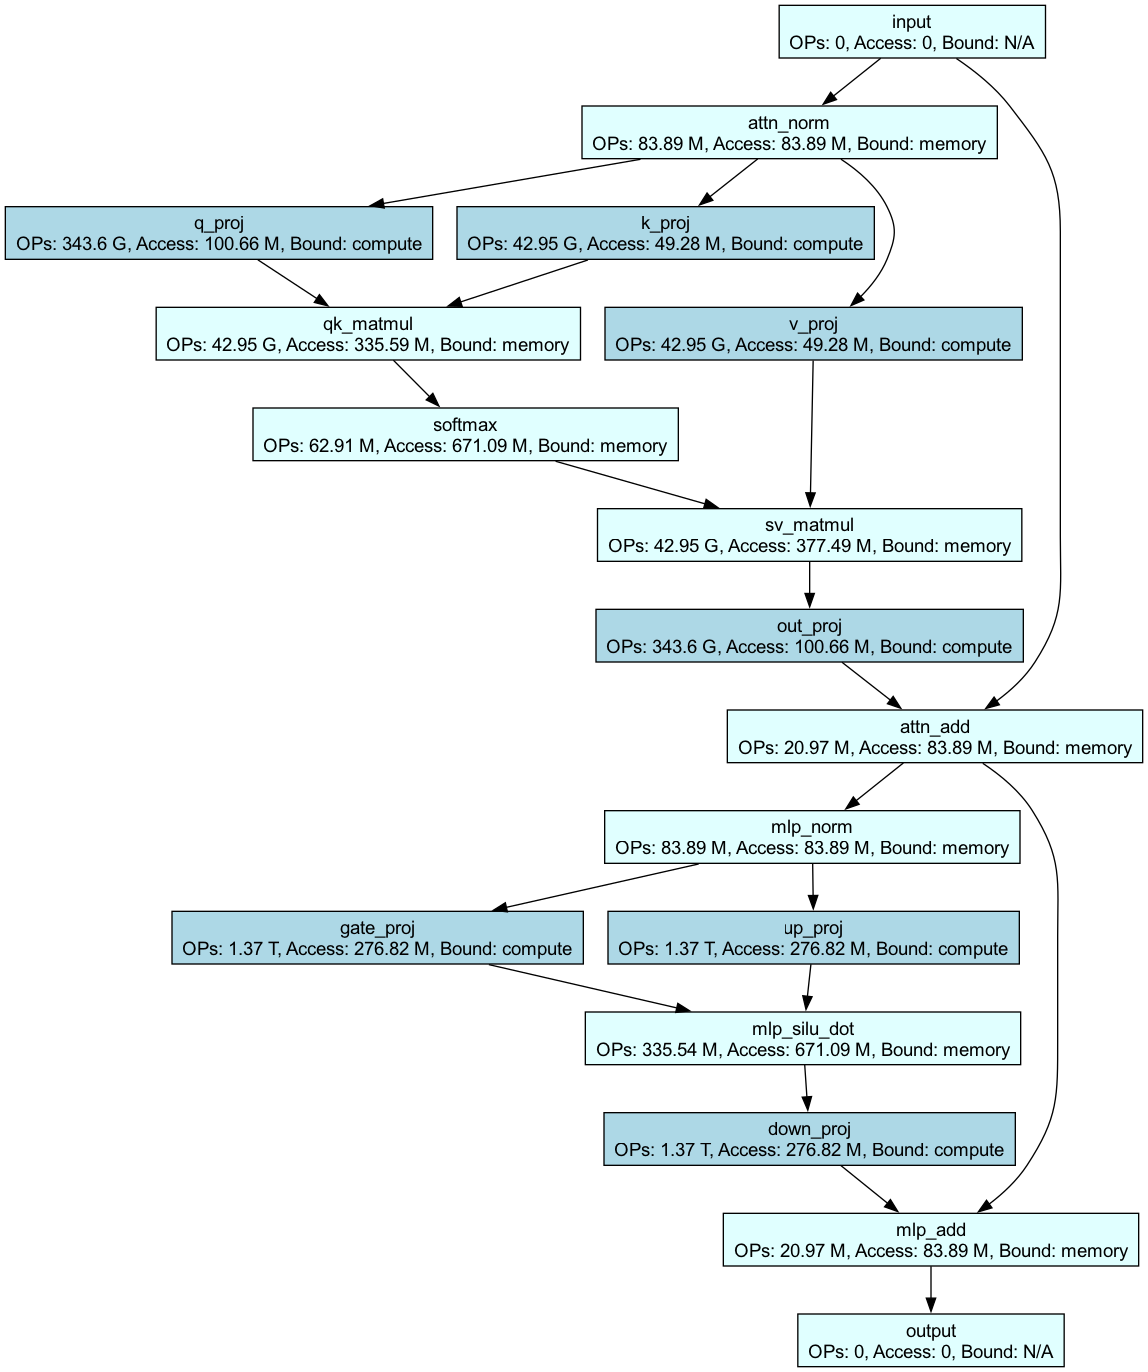 input
OPs: 0, Access: 0, Bound: N/A
attn_norm
OPs: 83.89 M, Access: 83.89 M, Bound: memory
q_proj
OPs: 343.6 G, Access: 100.66 M, Bound: compute
k_proj
OPs: 42.95 G, Access: 49.28 M, Bound: compute
qk_matmul
OPs: 42.95 G, Access: 335.59 M, Bound: memory
v_proj
OPs: 42.95 G, Access: 49.28 M, Bound: compute
softmax
OPs: 62.91 M, Access: 671.09 M, Bound: memory
sv_matmul
OPs: 42.95 G, Access: 377.49 M, Bound: memory
out_proj
OPs: 343.6 G, Access: 100.66 M, Bound: compute
attn_add
OPs: 20.97 M, Access: 83.89 M, Bound: memory
mlp_norm
OPs: 83.89 M, Access: 83.89 M, Bound: memory
gate_proj
OPs: 1.37 T, Access: 276.82 M, Bound: compute
up_proj
OPs: 1.37 T, Access: 276.82 M, Bound: compute
mlp_silu_dot
OPs: 335.54 M, Access: 671.09 M, Bound: memory
down_proj
OPs: 1.37 T, Access: 276.82 M, Bound: compute
mlp_add
OPs: 20.97 M, Access: 83.89 M, Bound: memory
output
OPs: 0, Access: 0, Bound: N/A